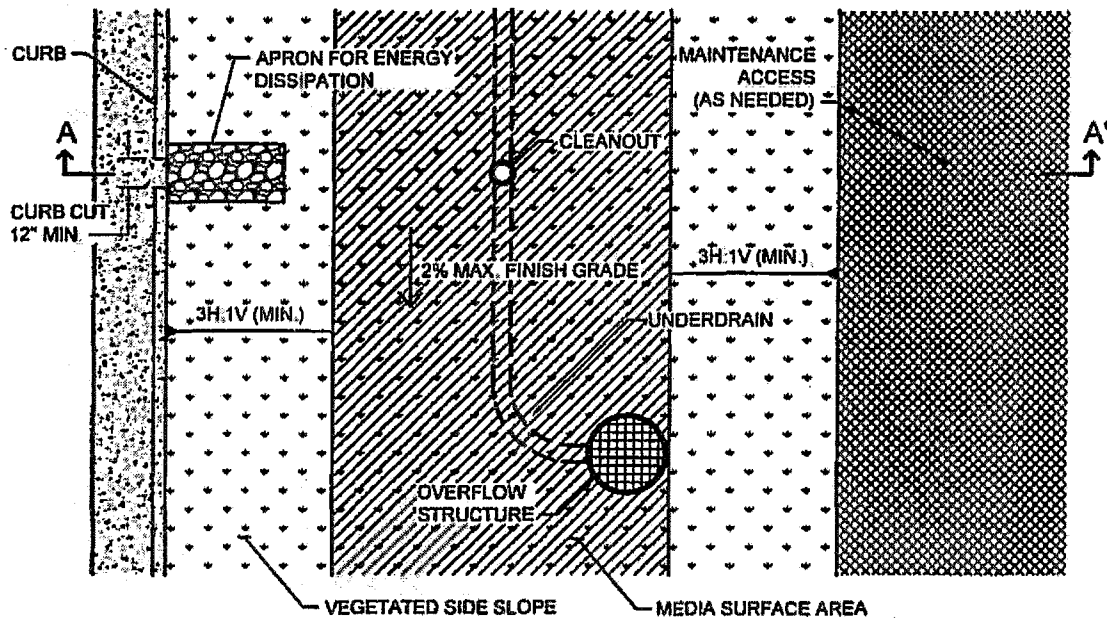 CURB
APRON FOR ENERGY
DISSIPATION
MAINTENANCE
ACCESS
(AS NEEDED)
A
A'
CLEANOUT
CURB CUT
12" MIN.
2% MAX. FINISH GRADE
3H:1V (MIN.)
3H:1V (MIN.)
UNDERDRAIN
OVERFLOW
STRUCTURE
VEGETATED SIDE SLOPE
MEDIA SURFACE AREA